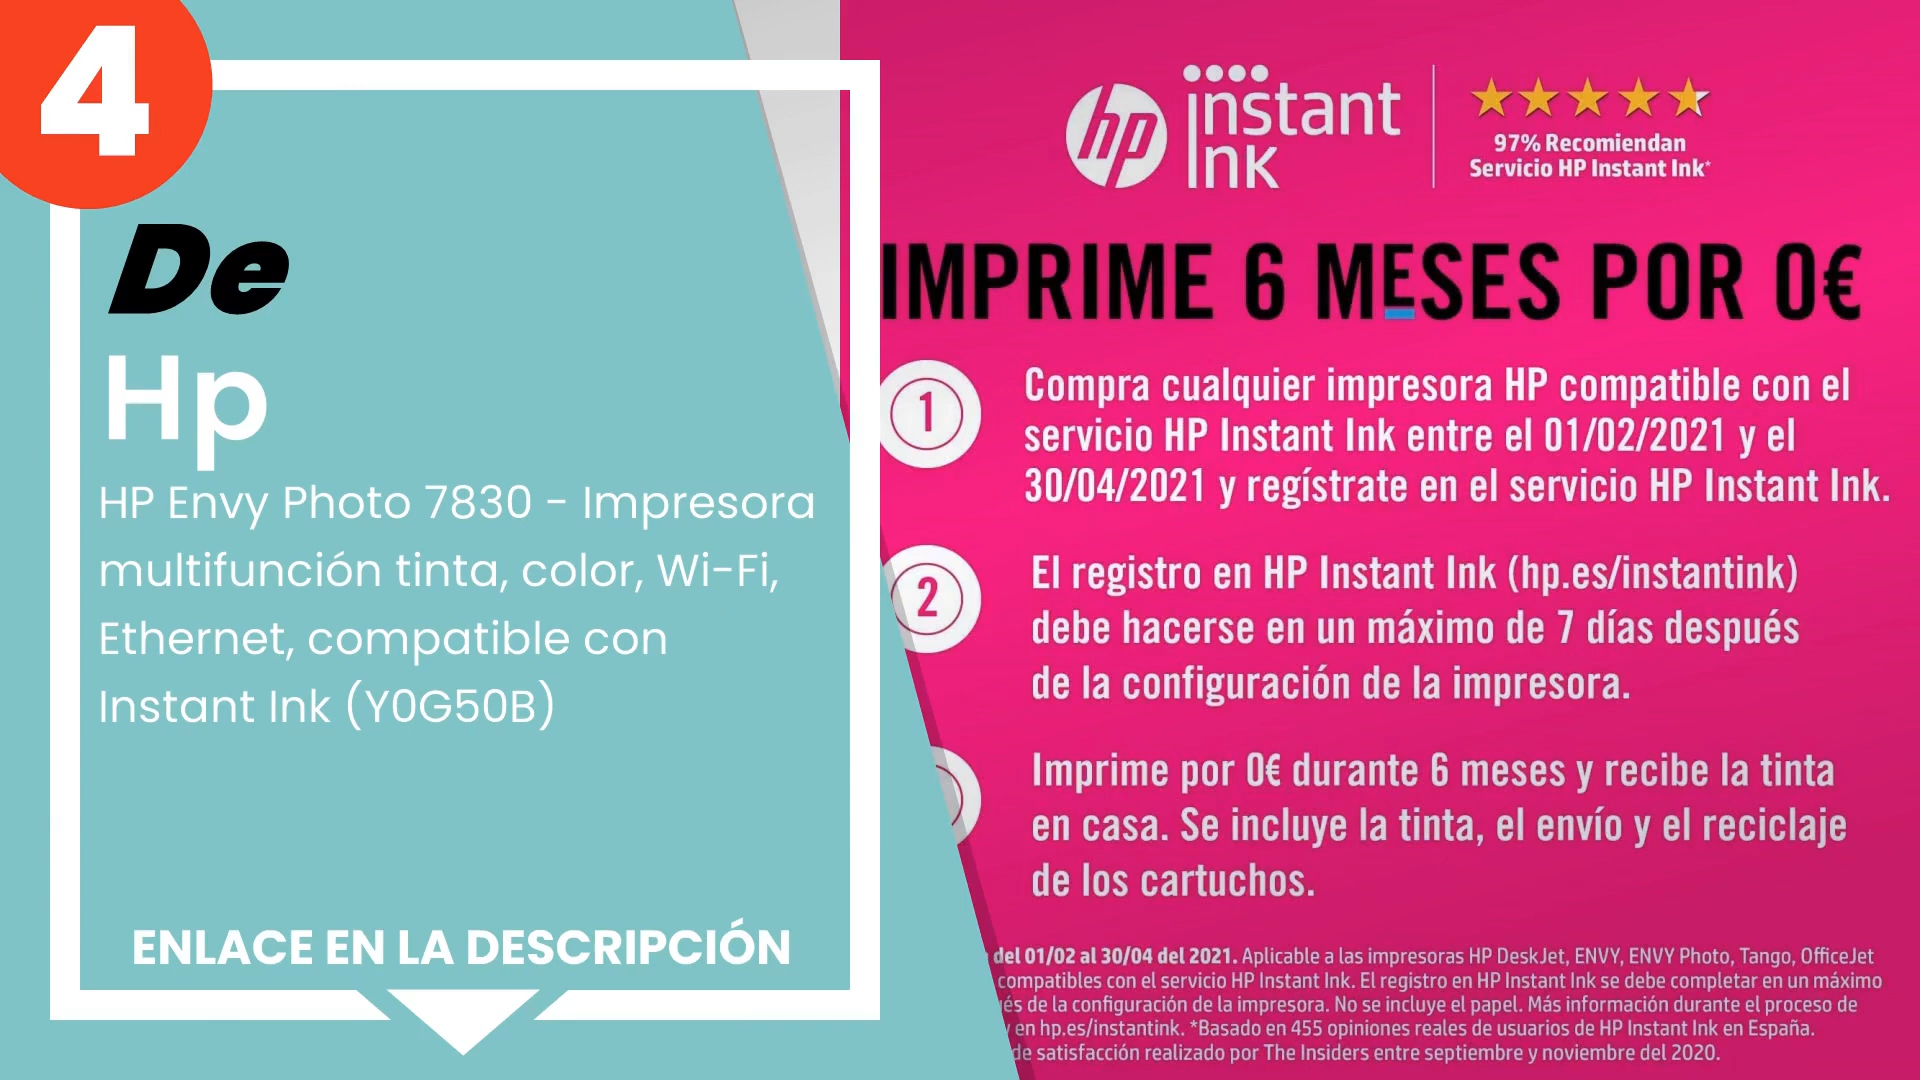 4
De
Hp
HP Envy Photo 7830 - Impresora
multifunción tinta, color, Wi-Fi,
Ethernet, compatible con
Instant Ink (Y0G50B)
ENLACE EN LA DESCRIPCIÓN
hp instant ink
97% Recomiendan
Servicio HP Instant Ink*
IMPRIME 6 MESES POR 0€
1
Compra cualquier impresora HP compatible con el
servicio HP Instant Ink entre el 01/02/2021 y el
30/04/2021 y regístrate en el servicio HP Instant Ink.
2
El registro en HP Instant Ink (hp.es/instantink)
debe hacerse en un máximo de 7 días después
de la configuración de la impresora.
Imprime por 0€ durante 6 meses y recibe la tinta
en casa. Se incluye la tinta, el envío y el reciclaje
de los cartuchos.
del 01/02 al 30/04 del 2021. Aplicable a las impresoras HP DeskJet, ENVY, ENVY Photo, Tango, OfficeJet
compatibles con el servicio HP Instant Ink. El registro en HP Instant Ink se debe completar en un máximo
de la configuración de la impresora. No se incluye el papel. Más información durante el proceso de
en hp.es/instantink. *Basado en 455 opiniones reales de usuarios de HP Instant Ink en España.
de satisfacción realizado por The Insiders entre septiembre y noviembre del 2020.